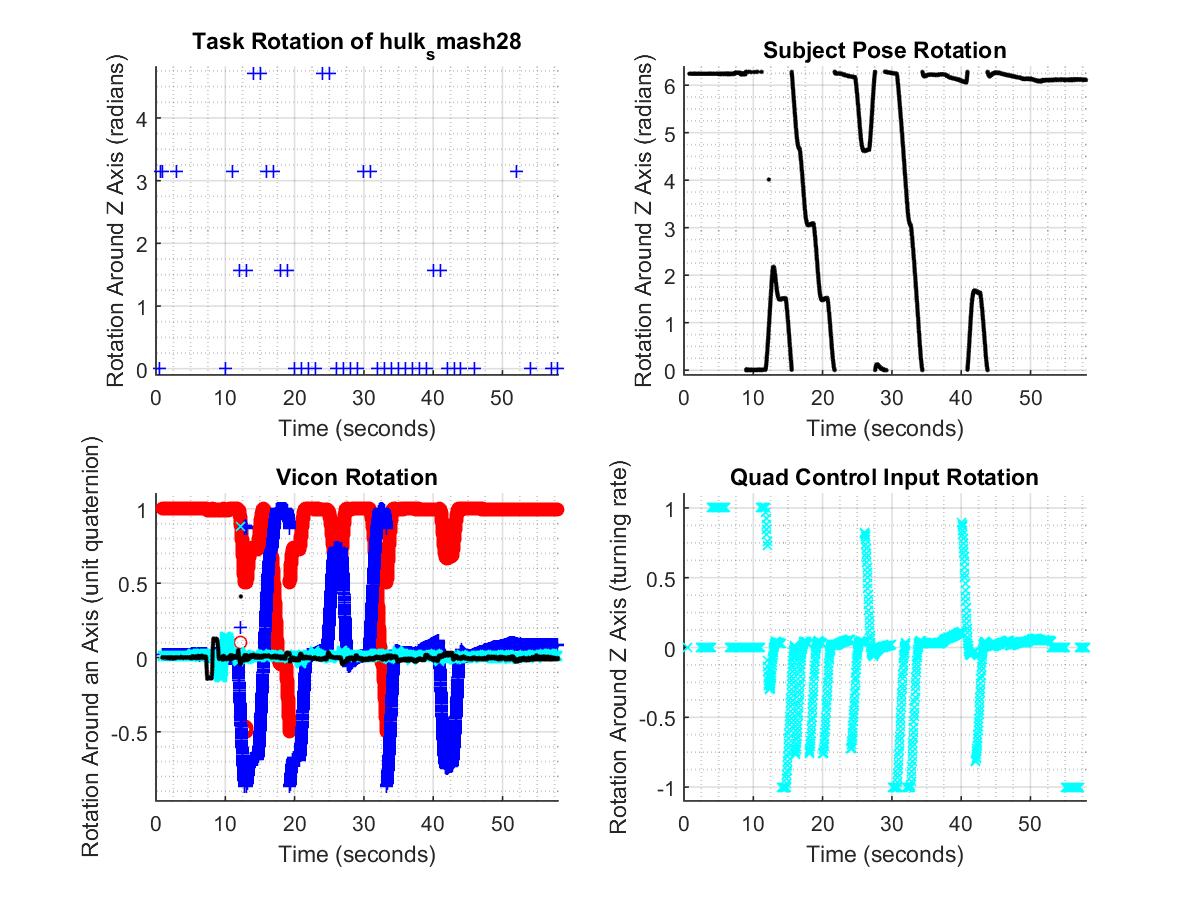 Task Rotation of hulk_smash28
Rotation Around Z Axis (radians)
4
3
2
1
0
0 10 20 30 40 50
Time (seconds)
Subject Pose Rotation
Rotation Around Z Axis (radians)
6
5
4
3
2
1
0
0 10 20 30 40 50
Time (seconds)
Vicon Rotation
Rotation Around an Axis (unit quaternion)
1
0.5
0
-0.5
0 10 20 30 40 50
Time (seconds)
Quad Control Input Rotation
Rotation Around Z Axis (turning rate)
1
0.5
0
-0.5
-1
0 10 20 30 40 50
Time (seconds)